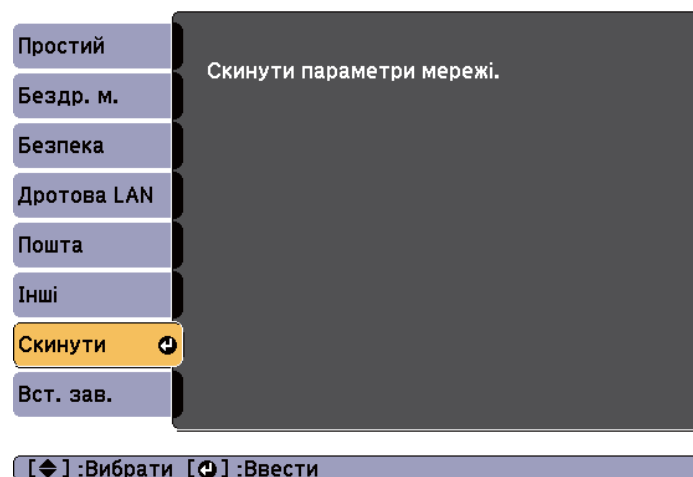 Простий
Скинути параметри мережі.
Бездр. м.
Безпека
Дротова LAN
Пошта
Інші
Скинути
Вст. зав.
[◆] :Вибрати [⏎] :Ввести